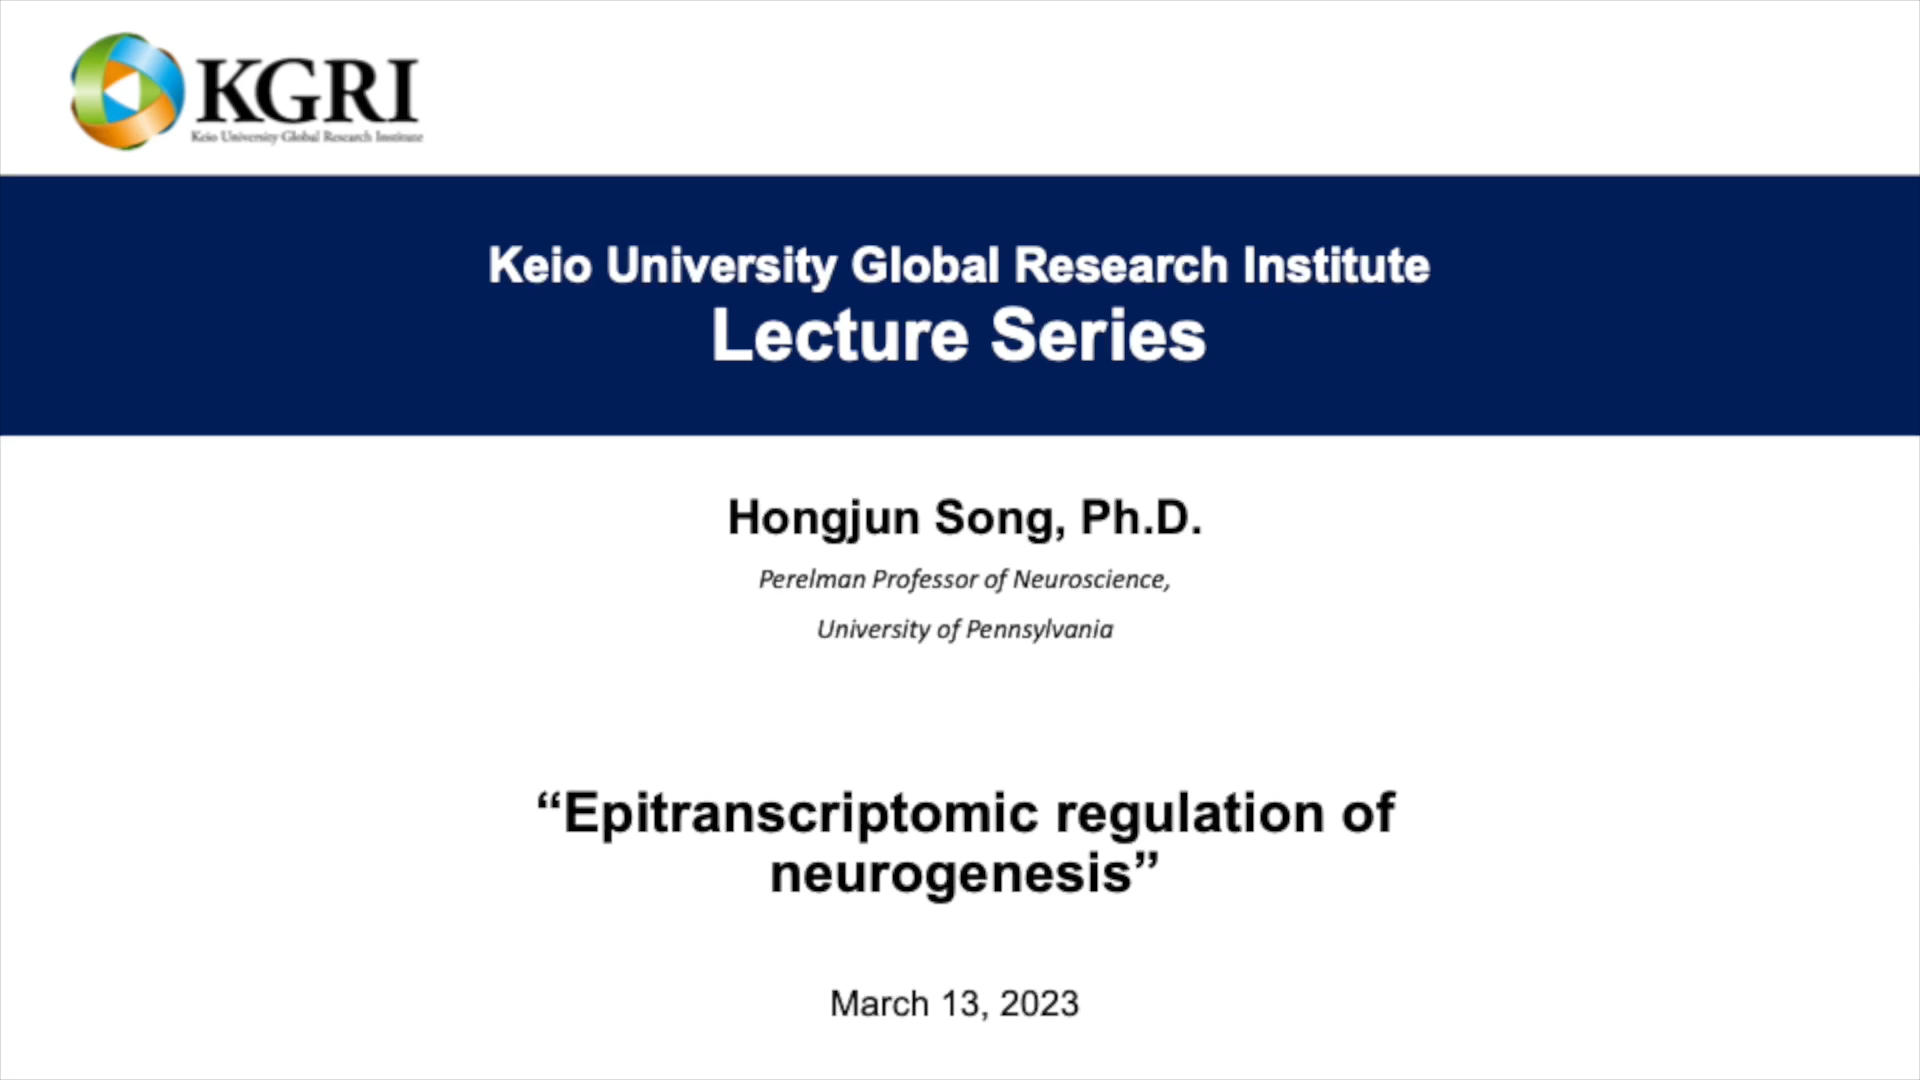 KGRI
Keio University Global Research Institute
Keio University Global Research Institute
Lecture Series
Hongjun Song, Ph.D.
Perelman Professor of Neuroscience,
University of Pennsylvania
“Epitranscriptomic regulation of
neurogenesis”
March 13, 2023